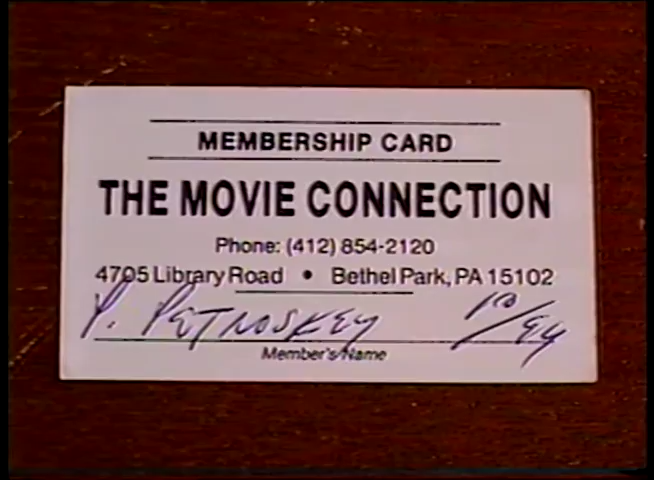 MEMBERSHIP CARD
THE MOVIE CONNECTION
Phone: (412) 854-2120
4705 Library Road • Bethel Park, PA 15102
P. PETROSKEY 10/94
Member's Name